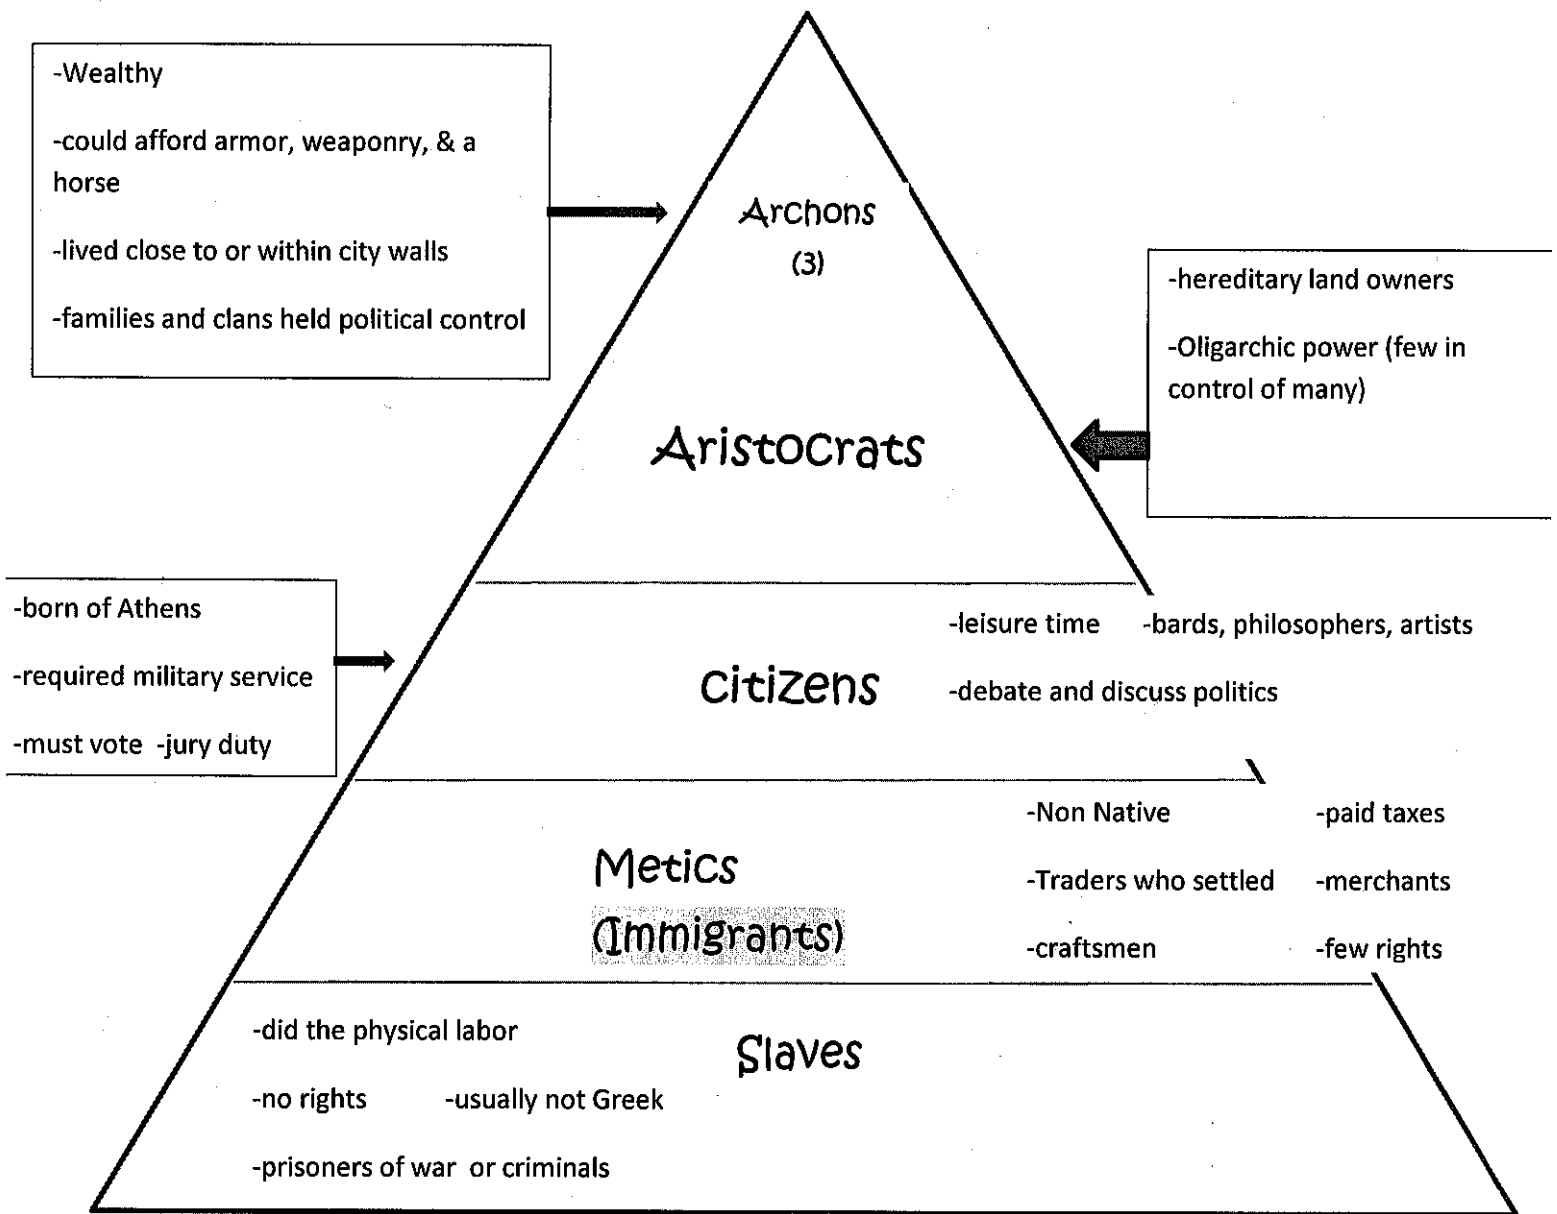 -Wealthy
-could afford armor, weaponry, & a
horse
-lived close to or within city walls
-families and clans held political control
Archons
(3)
-hereditary land owners
-Oligarchic power (few in
control of many)
Aristocrats
-born of Athens
-required military service
-must vote -jury duty
citizens
-leisure time -bards, philosophers, artists
-debate and discuss politics
Metics
(Immigrants)
-Non Native -paid taxes
-Traders who settled -merchants
-craftsmen -few rights
Slaves
-did the physical labor
-no rights -usually not Greek
-prisoners of war or criminals